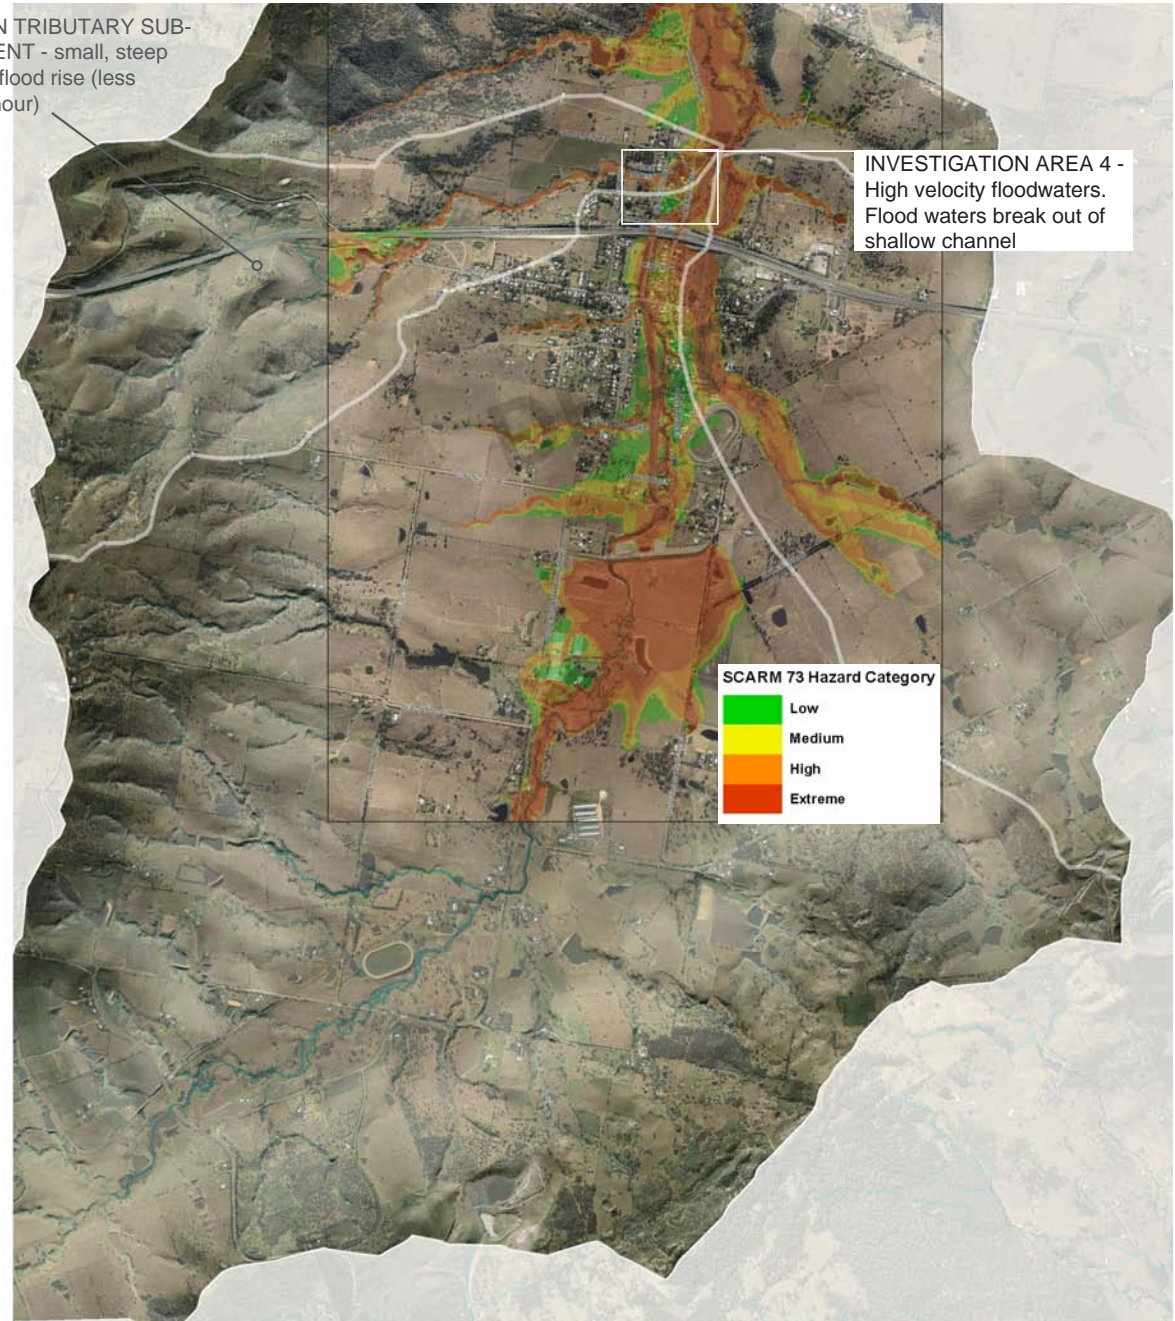 N TRIBUTARY SUB-
ENT - small, steep
flood rise (less
hour)
INVESTIGATION AREA 4 -
High velocity floodwaters.
Flood waters break out of
shallow channel
SCARM 73 Hazard Category
Low
Medium
High
Extreme